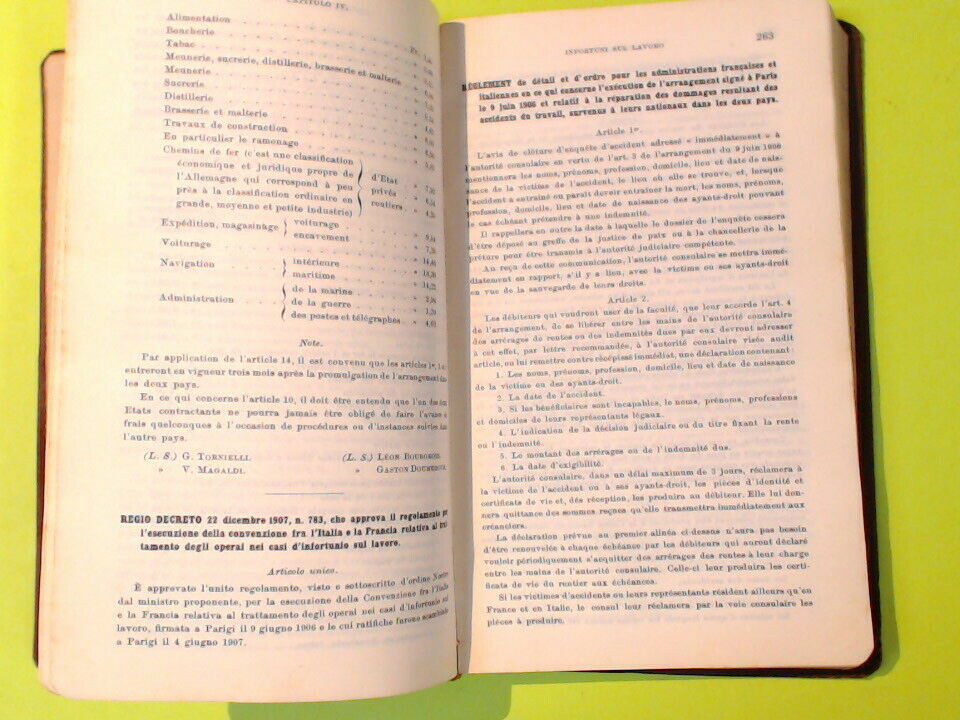 CAPITOLO IV.
Alimentation
Boucherie
Tabac
Meunerie, sucrerie, distillerie, brasserie et malterie
Meunerie
Sucrerie
Distillerie
Brasserie et malterie
Travaux de construction
En particulier le ramonage
Chemins de fer (c'est une classification
économique et juridique propre de
l'Allemagne qui correspond à peu
près à la classification ordinaire en
grande, moyenne et petite industrie)
d'Etat
privés
routiers
Expédition, magasinage
voiturage
encavement
Voiturage
Navigation
intérieure
maritime
Administration
de la marine
de la guerre
des postes et télégraphes
Note.
Par application de l'article 14, il est convenu que les articles 1er,
entreront en vigueur trois mois après la promulgation de l'arrangement
les deux pays.
En ce qui concerne l'article 10, il doit être entendu que l'un des
Etats contractants ne pourra jamais être obligé de faire l'avance
frais quelconques à l'occasion de procédures ou d'instances suivies
l'autre pays.
(L. S.) G. TORNIELLI. (L. S.) LÉON BOURGEOIS.
» V. MAGALDI. » GASTON DOUMERGUE.
REGIO DECRETO 22 dicembre 1907, n. 783, che approva il regolamento per
l'esecuzione della convenzione fra l'Italia e la Francia relativa al trat-
tamento degli operai nei casi d'infortunio sul lavoro.
Articolo unico.
È approvato l'unito regolamento, visto e sottoscritto d'ordine Nostro
dal ministro proponente, per la esecuzione della Convenzione fra l'Italia
e la Francia relativa al trattamento degli operai nei casi d'infortunio sul
lavoro, firmata a Parigi il 9 giugno 1906 e le cui ratifiche furono scambiate
a Parigi il 4 giugno 1907.
INFORTUNI SUL LAVORO 263
RÈGLEMENT de détail et d'ordre pour les administrations françaises et
italiennes en ce qui concerne l'exécution de l'arrangement signé à Paris
le 9 juin 1906 et relatif à la réparation des dommages résultant des
accidents du travail, survenus à leurs nationaux dans les deux pays.
Article 1er.
L'avis de clôture d'enquête d'accident adressé « immédiatement » à
l'autorité consulaire en vertu de l'art. 3 de l'arrangement du 9 juin 1906
mentionnera les noms, prénoms, profession, domicile, lieu et date de nais-
sance de la victime de l'accident, le lieu où elle se trouve, et, lorsque
l'accident a entraîné ou paraît devoir entraîner la mort, les noms, prénoms,
profession, domicile, lieu et date de naissance des ayants-droit pouvant
le cas échéant prétendre à une indemnité.
Il rappellera en outre la date à laquelle le dossier de l'enquête cessera
d'être déposé au greffe de la justice de paix ou à la chancellerie de la
préture pour être transmis à l'autorité judiciaire compétente.
Au reçu de cette communication, l'autorité consulaire se mettra immé-
diatement en rapport, s'il y a lieu, avec la victime ou ses ayants-droit
en vue de la sauvegarde de leurs droits.
Article 2.
Les débiteurs qui voudront user de la faculté, que leur accorde l'art. 4
de l'arrangement, de se libérer entre les mains de l'autorité consulaire
des arrérages de rentes ou des indemnités dues par eux devront adresser
à cet effet, par lettre recommandée, à l'autorité consulaire visée audit
article, ou lui remettre contre récépissé immédiat, une déclaration contenant:
1. Les noms, prénoms, profession, domicile, lieu et date de naissance
de la victime ou des ayants-droit.
2. La date de l'accident.
3. Si les bénéficiaires sont incapables, le noms, prénoms, professions
et domiciles de leurs représentants légaux.
4. L'indication de la décision judiciaire ou du titre fixant la rente
ou l'indemnité.
5. Le montant des arrérages ou de l'indemnité due.
6. La date d'exigibilité.
L'autorité consulaire, dans un délai maximum de 3 jours, réclamera à
la victime de l'accident ou à ses ayants-droit, les pièces d'identité et
certificats de vie et, dès réception, les produira au débiteur. Elle lui don-
nera quittance des sommes reçues qu'elle transmettra immédiatement aux
créanciers.
La déclaration prévue au premier alinéa ci-dessus n'aura pas besoin
d'être renouvelée à chaque échéance par les débiteurs qui auront déclaré
vouloir périodiquement s'acquitter des arrérages des rentes à leur charge
entre les mains de l'autorité consulaire. Celle-ci leur produira les certi-
ficats de vie du rentier aux échéances.
Si les victimes d'accidents ou leurs représentants résident ailleurs qu'en
France et en Italie, le consul leur réclamera par la voie consulaire les
pièces à produire.